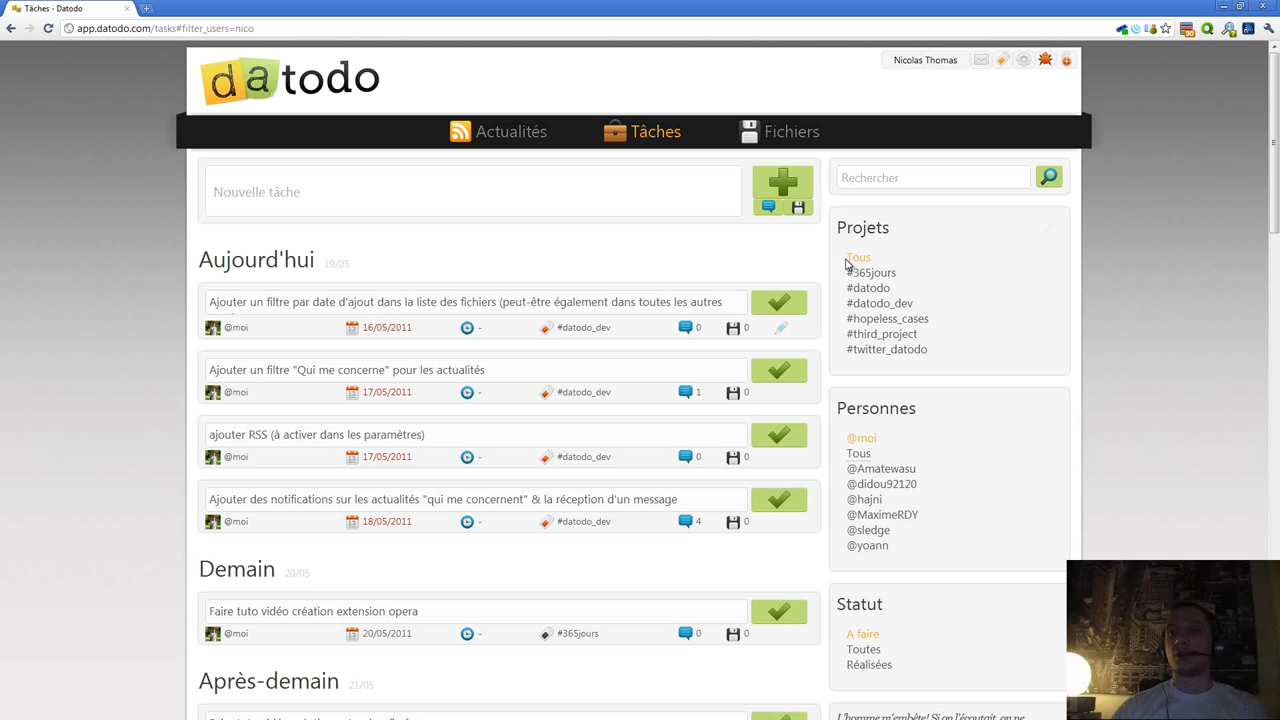 Tâches - Datodo
app.datodo.com/tasks#filter_users=nico
datodo
Nicolas Thomas
Actualités
Tâches
Fichiers
Nouvelle tâche
Rechercher
Aujourd'hui 19/05
Ajouter un filtre par date d'ajout dans la liste des fichiers (peut-être également dans toutes les autres
@moi 16/05/2011 - #datodo_dev 0 0
Ajouter un filtre "Qui me concerne" pour les actualités
@moi 17/05/2011 - #datodo_dev 1 0
ajouter RSS (à activer dans les paramètres)
@moi 17/05/2011 - #datodo_dev 0 0
Ajouter des notifications sur les actualités "qui me concernent" & la réception d'un message
@moi 18/05/2011 - #datodo_dev 4 0
Demain 20/05
Faire tuto vidéo création extension opera
@moi 20/05/2011 - #365jours 0 0
Après-demain 21/05
Projets
Tous
#365jours
#datodo
#datodo_dev
#hopeless_cases
#third_project
#twitter_datodo
Personnes
@moi
Tous
@Amatewasu
@didou92120
@hajni
@MaximeRDY
@sledge
@yoann
Statut
A faire
Toutes
Réalisées
L'homme m'embête! Si on l'écoutait, on ne